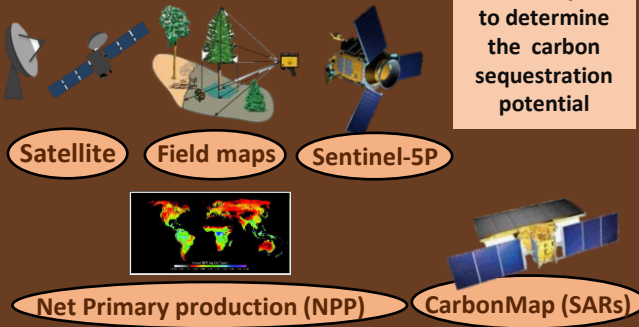 to determine
the carbon
sequestration
potential
Satellite
Field maps
Sentinel-5P
Net Primary production (NPP)
CarbonMap (SARs)